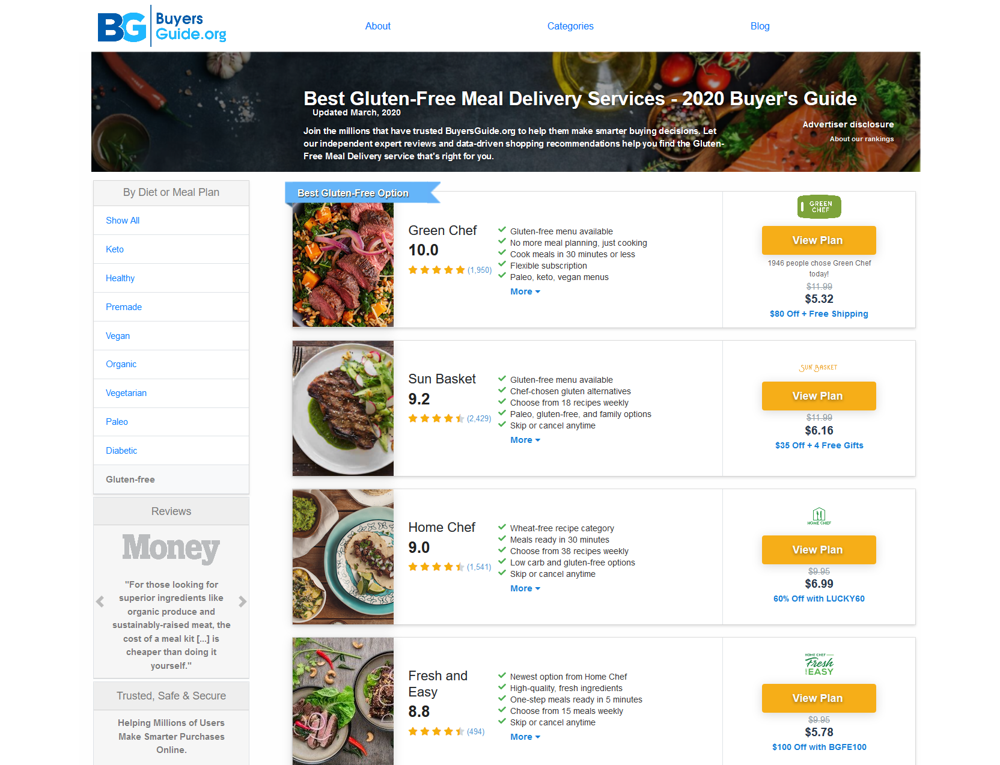 BG Buyers
Guide.org
About
Categories
Blog
Best Gluten-Free Meal Delivery Services - 2020 Buyer's Guide
Updated March, 2020
Join the millions that have trusted BuyersGuide.org to help them make smarter buying decisions. Let
our independent expert reviews and data-driven shopping recommendations help you find the Gluten-
Free Meal Delivery service that's right for you.
Advertiser disclosure
About our rankings
By Diet or Meal Plan
Show All
Keto
Healthy
Premade
Vegan
Organic
Vegetarian
Paleo
Diabetic
Gluten-free
Reviews
Money
"For those looking for
superior ingredients like
organic produce and
sustainably-raised meat, the
cost of a meal kit [...] is
cheaper than doing it
yourself."
Trusted, Safe & Secure
Helping Millions of Users
Make Smarter Purchases
Online.
Best Gluten-Free Option
Green Chef
10.0
(1,950)
Gluten-free menu available
No more meal planning, just cooking
Cook meals in 30 minutes or less
Flexible subscription
Paleo, keto, vegan menus
More
GREEN
CHEF
View Plan
1946 people chose Green Chef
today!
$11.99
$5.32
$80 Off + Free Shipping
Sun Basket
9.2
(2,429)
Gluten-free menu available
Chef-chosen gluten alternatives
Choose from 18 recipes weekly
Paleo, gluten-free, and family options
Skip or cancel anytime
More
SUN BASKET
View Plan
$11.99
$6.16
$35 Off + 4 Free Gifts
Home Chef
9.0
(1,541)
Wheat-free recipe category
Meals ready in 30 minutes
Choose from 38 recipes weekly
Low carb and gluten-free options
Skip or cancel anytime
More
HOME CHEF
View Plan
$9.95
$6.99
60% Off with LUCKY60
Fresh and
Easy
8.8
(494)
Newest option from Home Chef
High-quality, fresh ingredients
One-step meals ready in 5 minutes
Choose from 15 meals weekly
Skip or cancel anytime
More
HOME CHEF
Fresh
AND EASY
View Plan
$9.95
$5.78
$100 Off with BGFE100